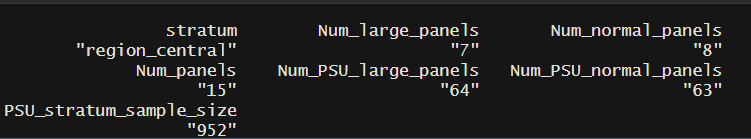 stratum Num_large_panels Num_normal_panels
"region_central" "7" "8"
Num_panels Num_PSU_large_panels Num_PSU_normal_panels
"15" "64" "63"
PSU_stratum_sample_size
"952"